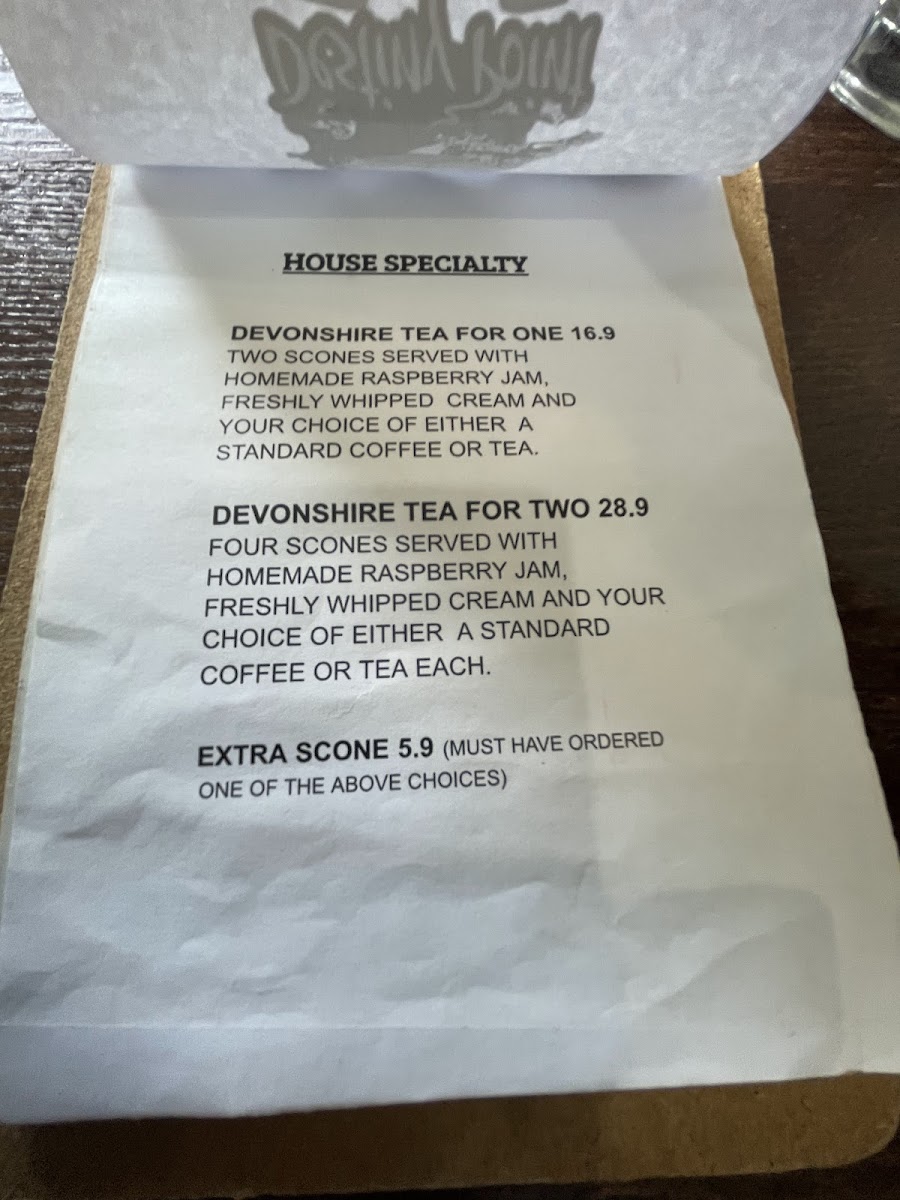 HOUSE SPECIALTY
DEVONSHIRE TEA FOR ONE 16.9
TWO SCONES SERVED WITH
HOMEMADE RASPBERRY JAM,
FRESHLY WHIPPED CREAM AND
YOUR CHOICE OF EITHER A
STANDARD COFFEE OR TEA.
DEVONSHIRE TEA FOR TWO 28.9
FOUR SCONES SERVED WITH
HOMEMADE RASPBERRY JAM,
FRESHLY WHIPPED CREAM AND YOUR
CHOICE OF EITHER A STANDARD
COFFEE OR TEA EACH.
EXTRA SCONE 5.9 (MUST HAVE ORDERED
ONE OF THE ABOVE CHOICES)